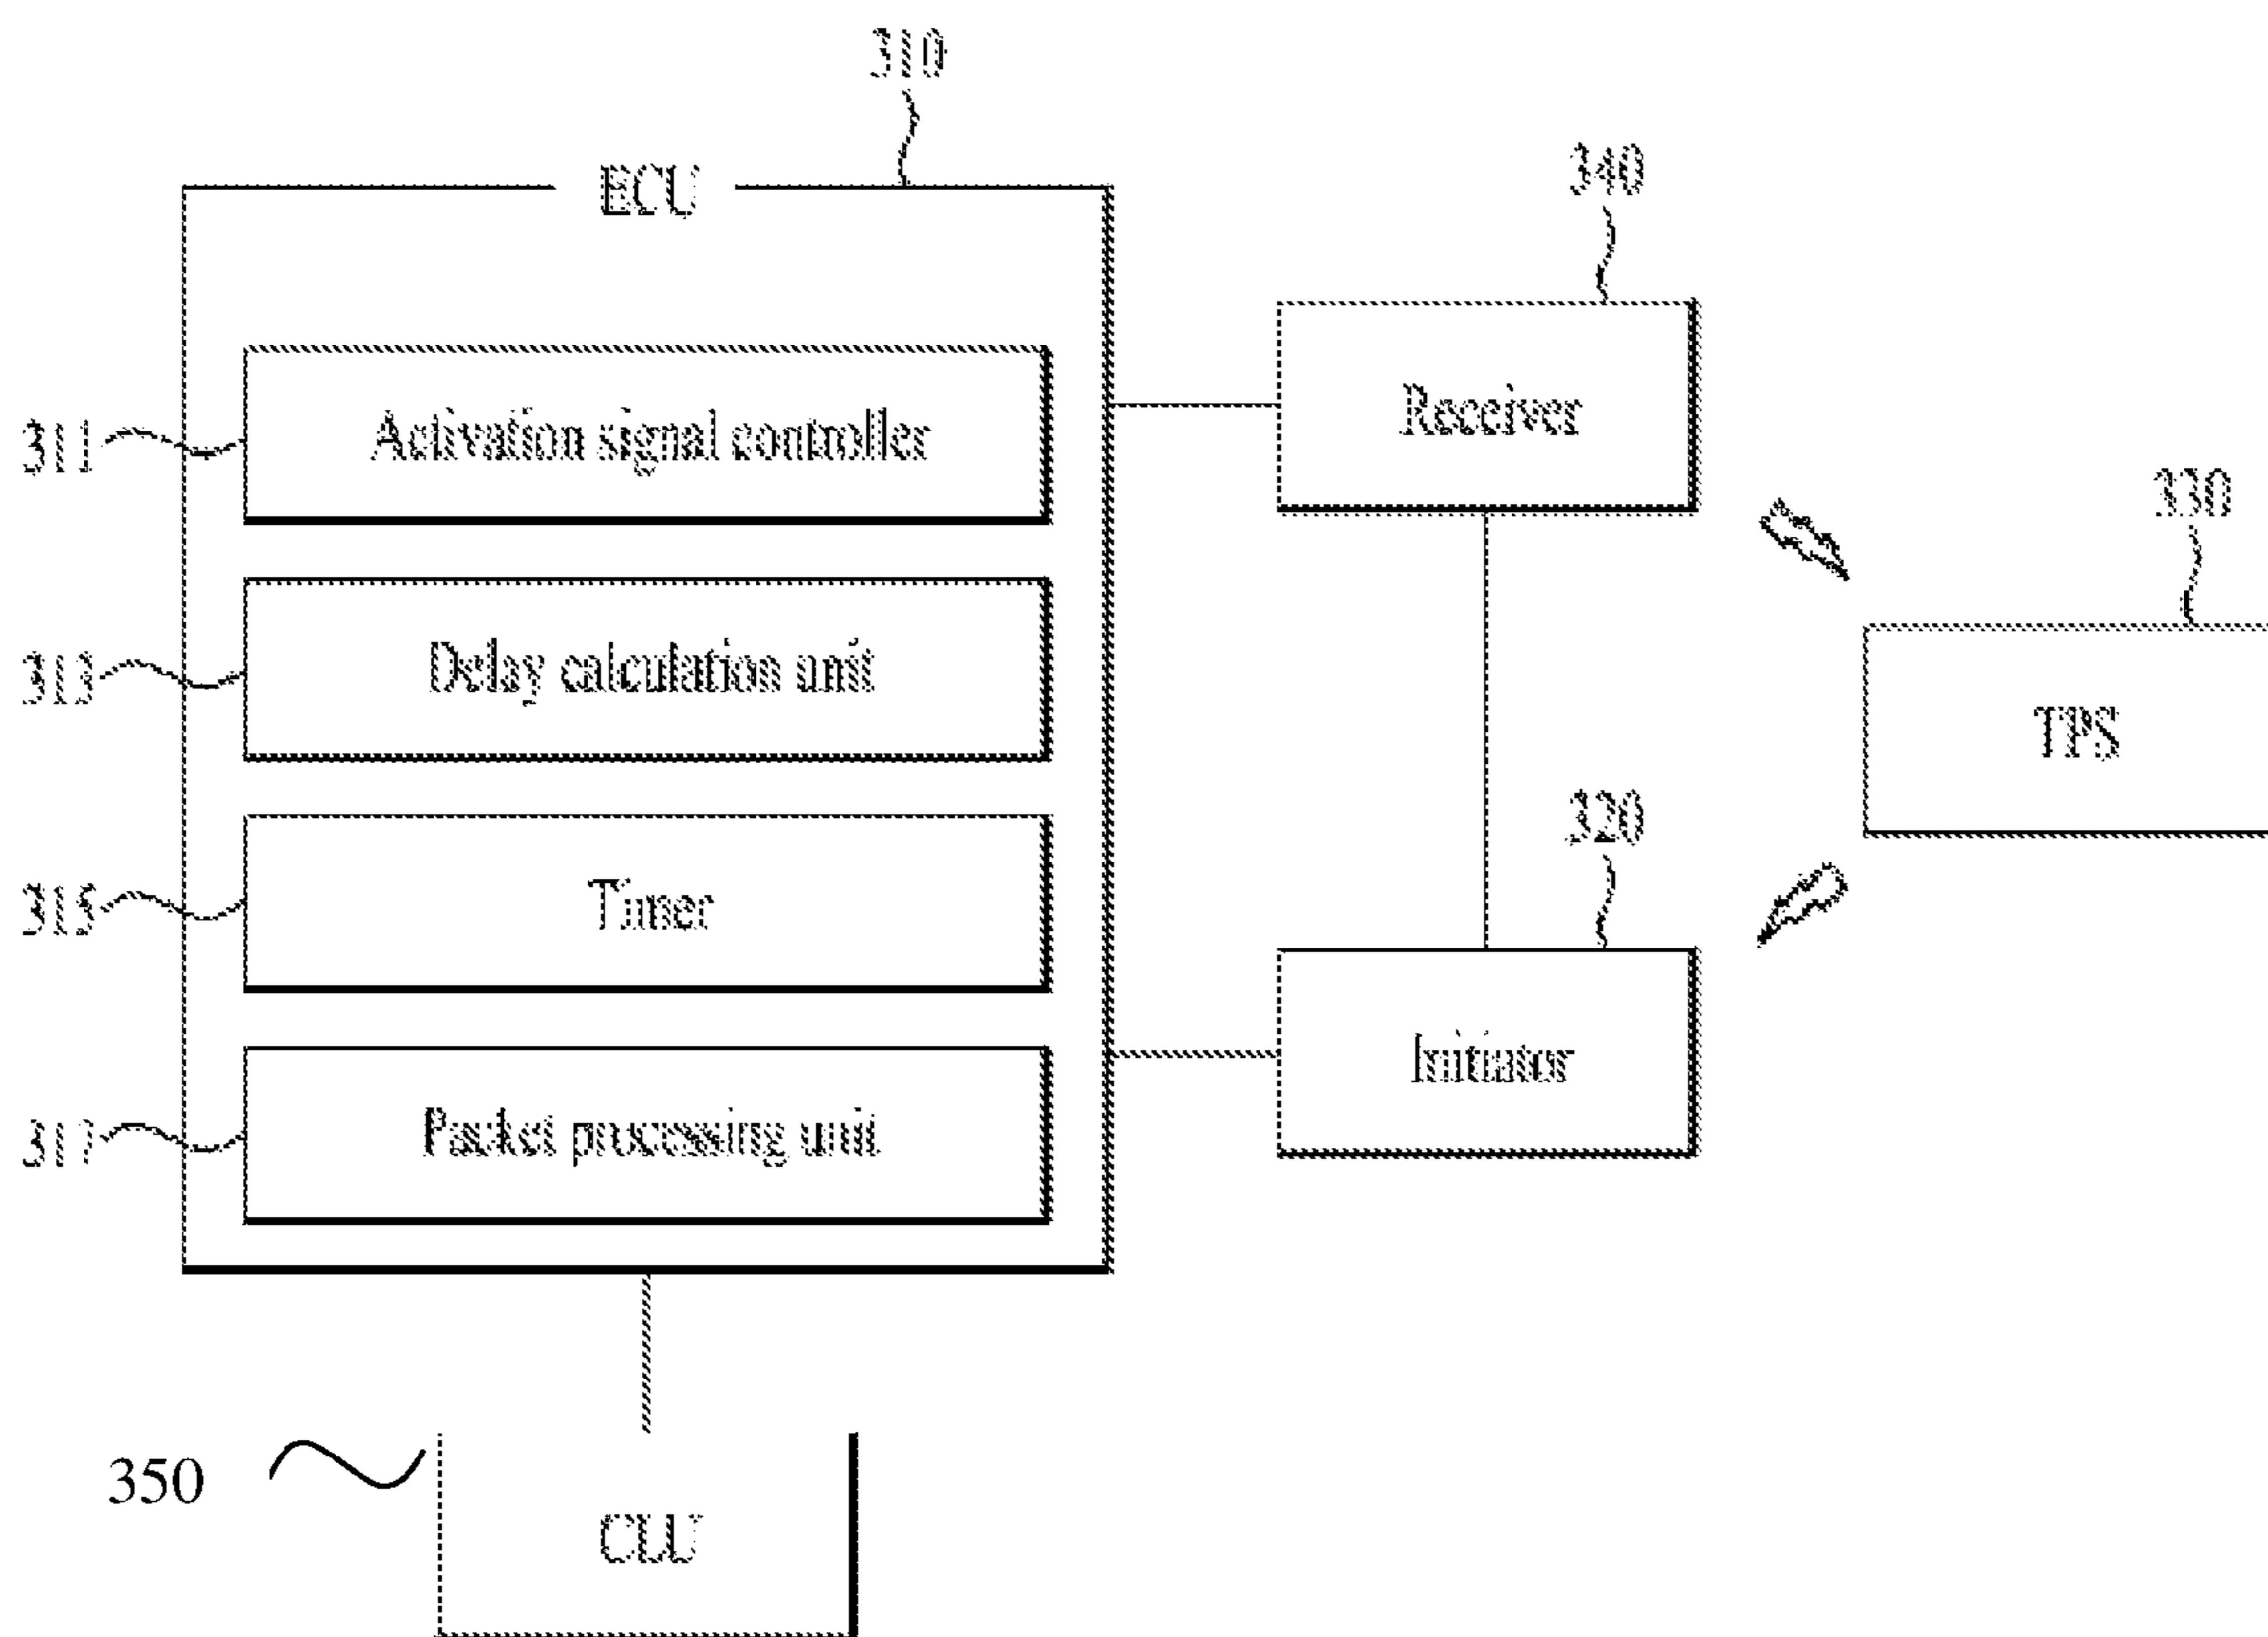 310
ECU
340
Receiver
311
Activation signal controller
330
TPS
313
Delay calculation unit
320
Initiator
315
Timer
317
Packet processing unit
350
CLU